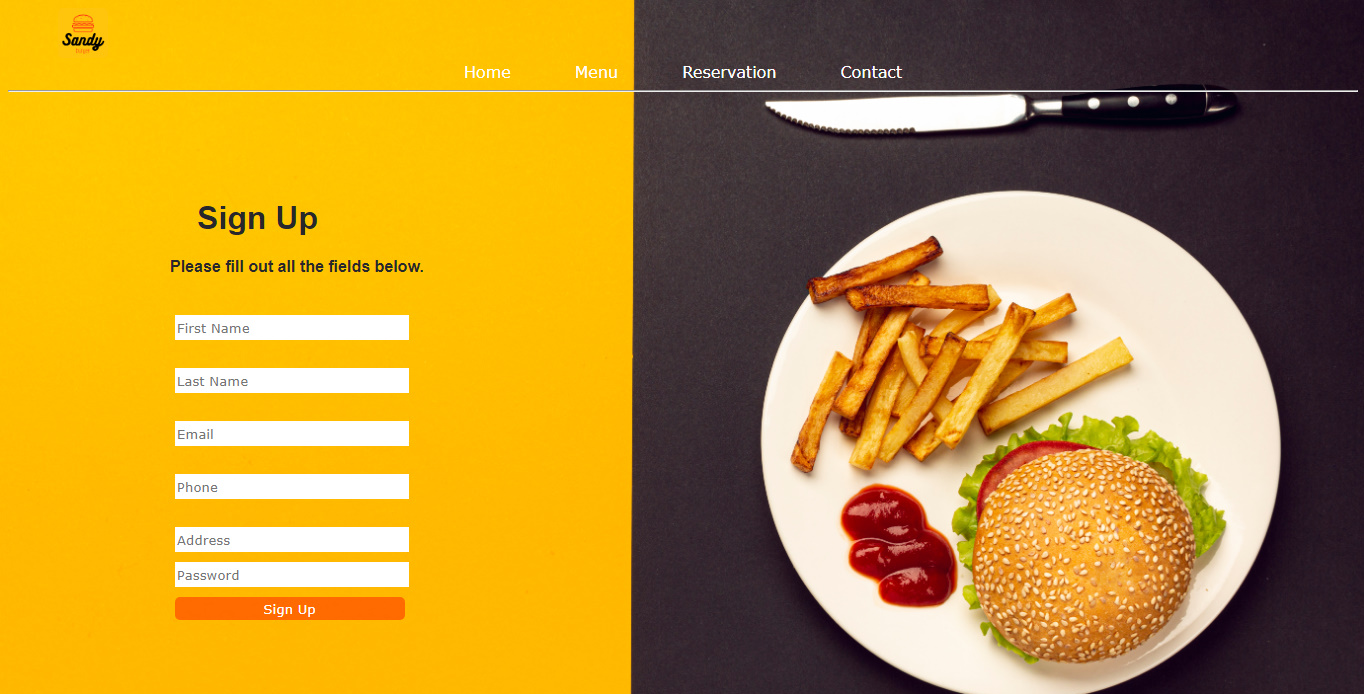 Sandy
Home Menu Reservation Contact
Sign Up
Please fill out all the fields below.
First Name
Last Name
Email
Phone
Address
Password
Sign Up